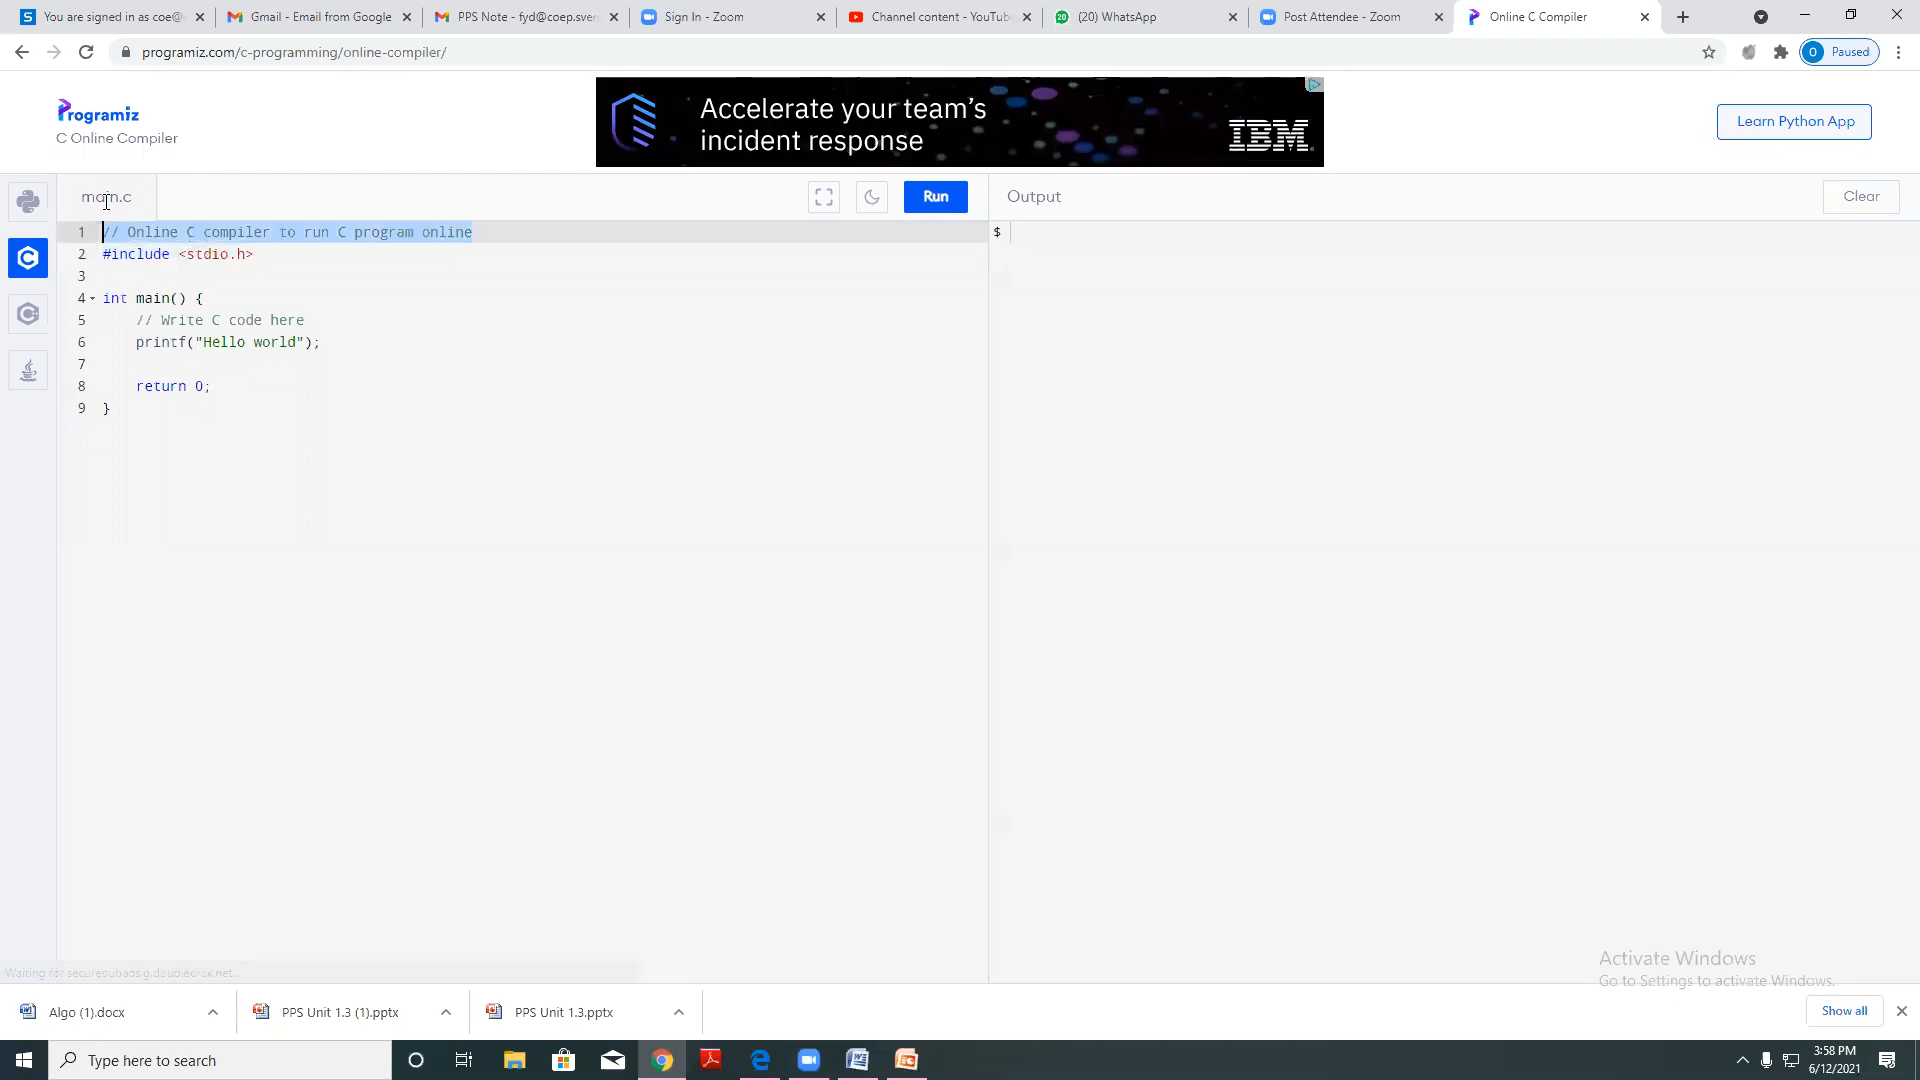 You are signed in as coe@
Gmail - Email from Google
PPS Note - fyd@coep.sve
Sign In - Zoom
Channel content - YouTub
(20) WhatsApp
Post Attendee - Zoom
Online C Compiler
programiz.com/c-programming/online-compiler/
O Paused
Programiz
C Online Compiler
Accelerate your team's
incident response
IBM
Learn Python App
main.c
Run
Output
Clear
1 // Online C compiler to run C program online
2 #include <stdio.h>
3
4 int main() {
5 // Write C code here
6 printf("Hello world");
7
8 return 0;
9 }
$
Activate Windows
Go to Settings to activate Windows.
Algo (1).docx
PPS Unit 1.3 (1).pptx
PPS Unit 1.3.pptx
Show all
Type here to search
3:58 PM
6/12/2021